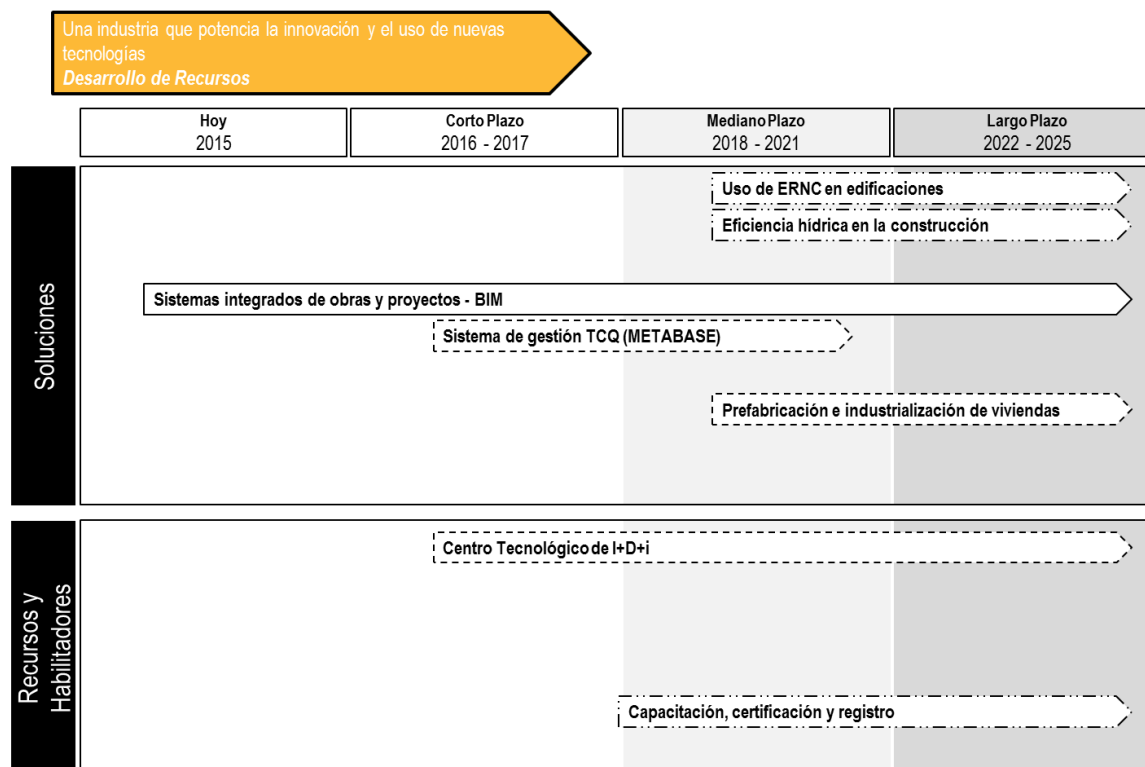 Una industria que potencia la innovación y el uso de nuevas
tecnologías
Desarrollo de Recursos
Hoy
2015
Corto Plazo
2016 - 2017
Mediano Plazo
2018 - 2021
Largo Plazo
2022 - 2025
Soluciones
Uso de ERNC en edificaciones
Eficiencia hídrica en la construcción
Sistemas integrados de obras y proyectos - BIM
Sistema de gestión TCQ (METABASE)
Prefabricación e industrialización de viviendas
Recursos y
Habilitadores
Centro Tecnológico de I+D+i
Capacitación, certificación y registro